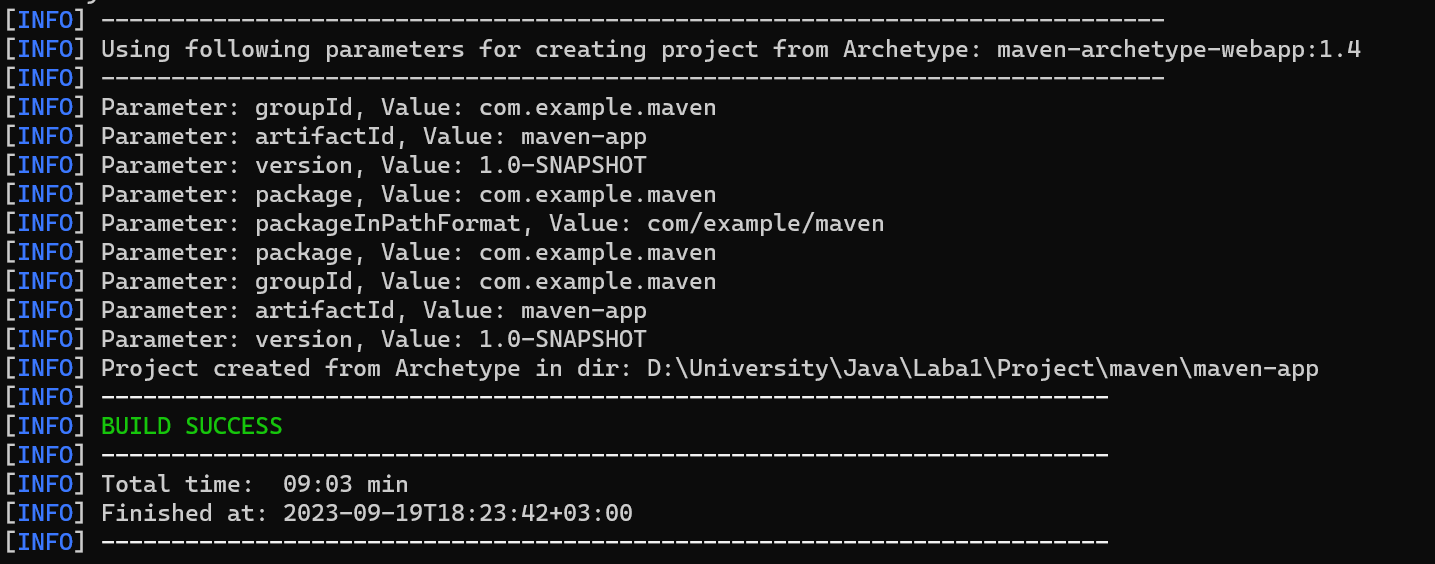 [INFO] ----------------------------------------------------------------------------
[INFO] Using following parameters for creating project from Archetype: maven-archetype-webapp:1.4
[INFO] ----------------------------------------------------------------------------
[INFO] Parameter: groupId, Value: com.example.maven
[INFO] Parameter: artifactId, Value: maven-app
[INFO] Parameter: version, Value: 1.0-SNAPSHOT
[INFO] Parameter: package, Value: com.example.maven
[INFO] Parameter: packageInPathFormat, Value: com/example/maven
[INFO] Parameter: package, Value: com.example.maven
[INFO] Parameter: groupId, Value: com.example.maven
[INFO] Parameter: artifactId, Value: maven-app
[INFO] Parameter: version, Value: 1.0-SNAPSHOT
[INFO] Project created from Archetype in dir: D:\University\Java\Laba1\Project\maven\maven-app
[INFO] ------------------------------------------------------------------------
[INFO] BUILD SUCCESS
[INFO] ------------------------------------------------------------------------
[INFO] Total time:  09:03 min
[INFO] Finished at: 2023-09-19T18:23:42+03:00
[INFO] ------------------------------------------------------------------------